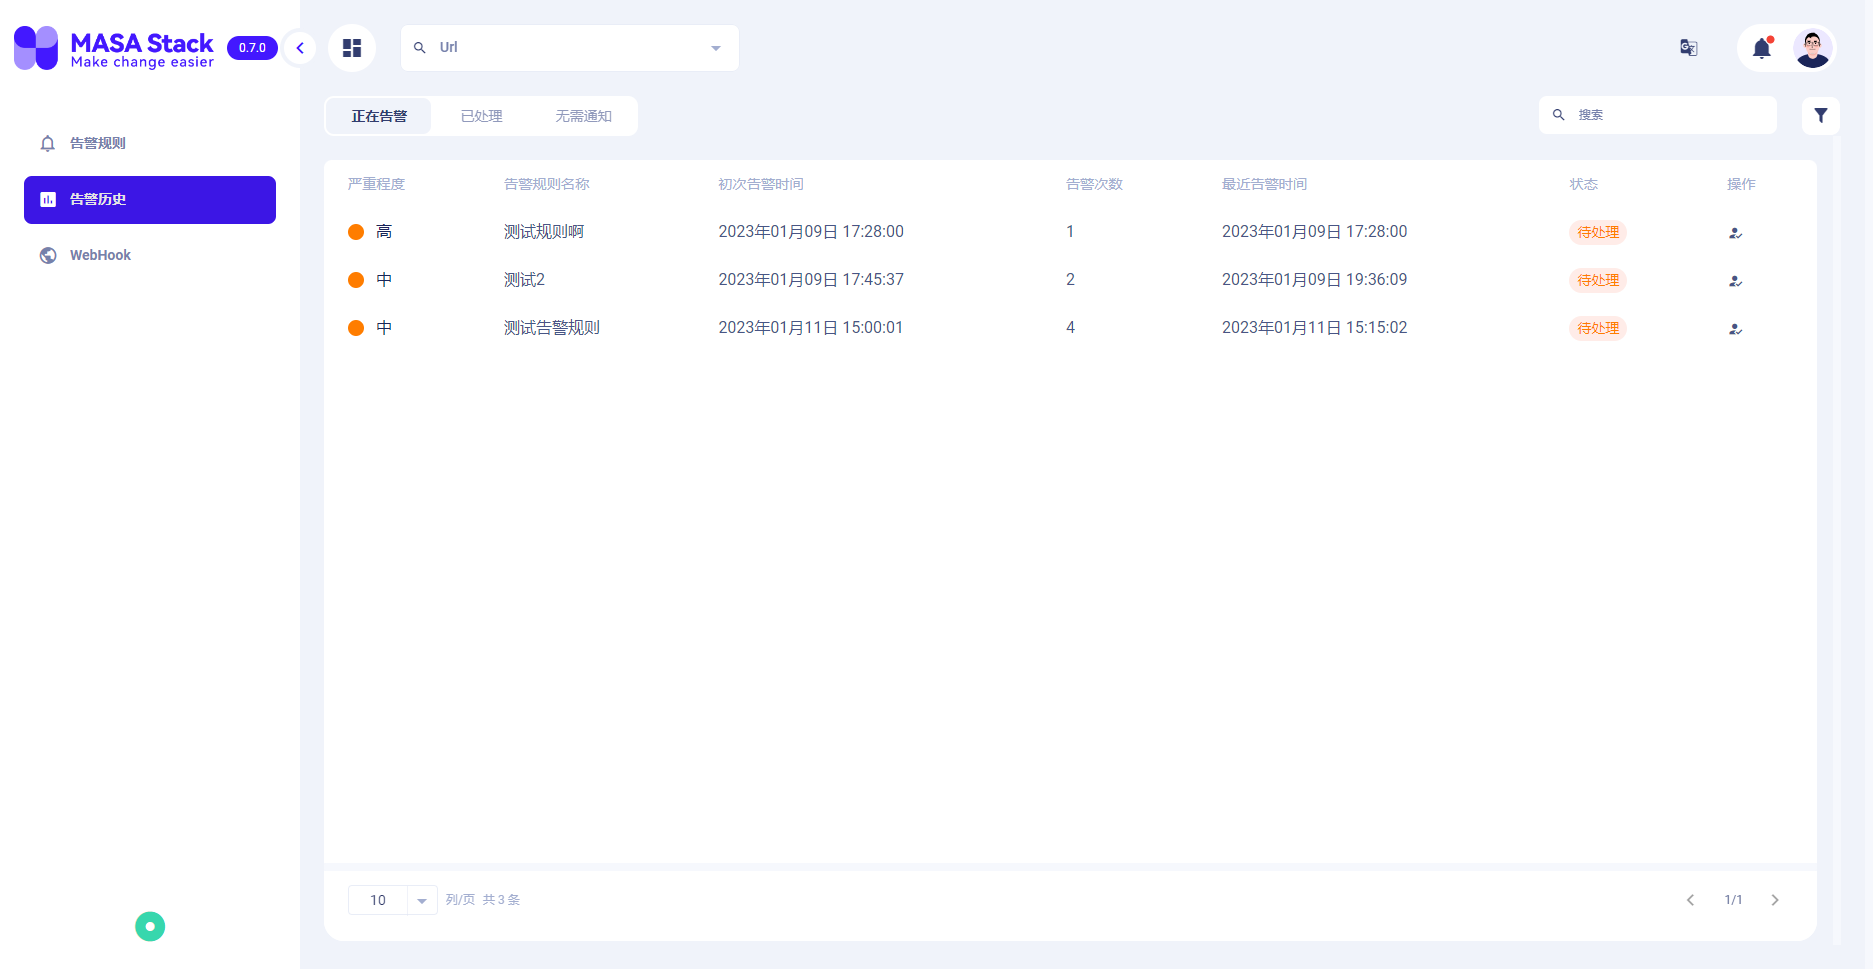 MASA Stack
Make change easier
0.7.0
Url
告警规则
告警历史
WebHook
正在告警 已处理 无需通知
搜索
严重程度 告警规则名称 初次告警时间 告警次数 最近告警时间 状态 操作
高 测试规则啊 2023年01月09日 17:28:00 1 2023年01月09日 17:28:00 待处理
中 测试2 2023年01月09日 17:45:37 2 2023年01月09日 19:36:09 待处理
中 测试告警规则 2023年01月11日 15:00:01 4 2023年01月11日 15:15:02 待处理
10 列/页 共3条
1/1